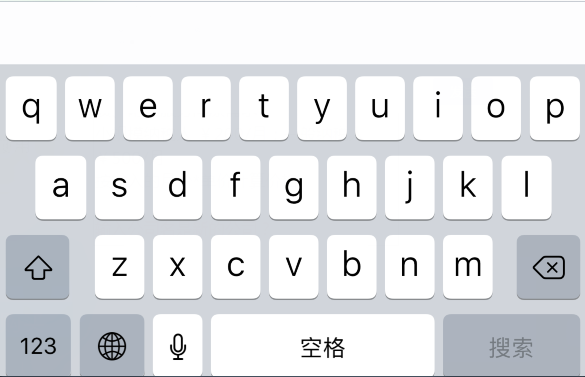 q w e r t y u i o p
a s d f g h j k l
z x c v b n m
123 空格 搜索